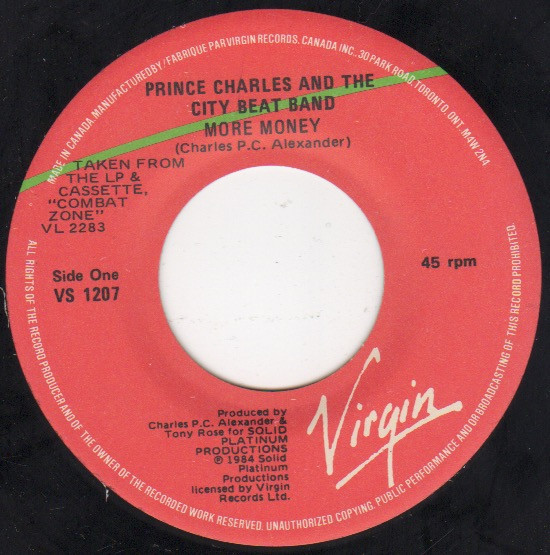 MADE IN CANADA. MANUFACTURED BY/FABRIQUE PAR VIRGIN RECORDS. CANADA INC., 30 PARK ROAD, TORONTO. ONT. M4W 2N4
PRINCE CHARLES AND THE
CITY BEAT BAND
MORE MONEY
(Charles P.C. Alexander)
TAKEN FROM
THE LP &
CASSETTE,
"COMBAT
ZONE"
VL 2283
Side One
VS 1207
45 rpm
Produced by
Charles P.C. Alexander &
Tony Rose for SOLID
PLATINUM
PRODUCTIONS
℗ 1984 Solid
Platinum
Productions
licensed by Virgin
Records Ltd.
Virgin
ALL RIGHTS OF THE RECORD PRODUCER AND OF THE OWNER OF THE RECORDED WORK RESERVED. UNAUTHORIZED COPYING, PUBLIC PERFORMANCE AND/OR BROADCASTING OF THIS RECORD PROHIBITED.